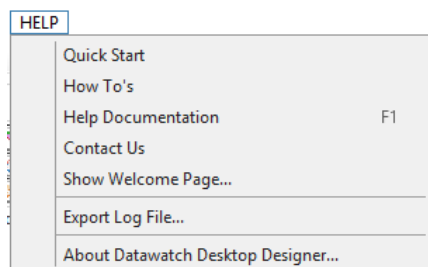 HELP
Quick Start
How To's
Help Documentation F1
Contact Us
Show Welcome Page...
Export Log File...
About Datawatch Desktop Designer...